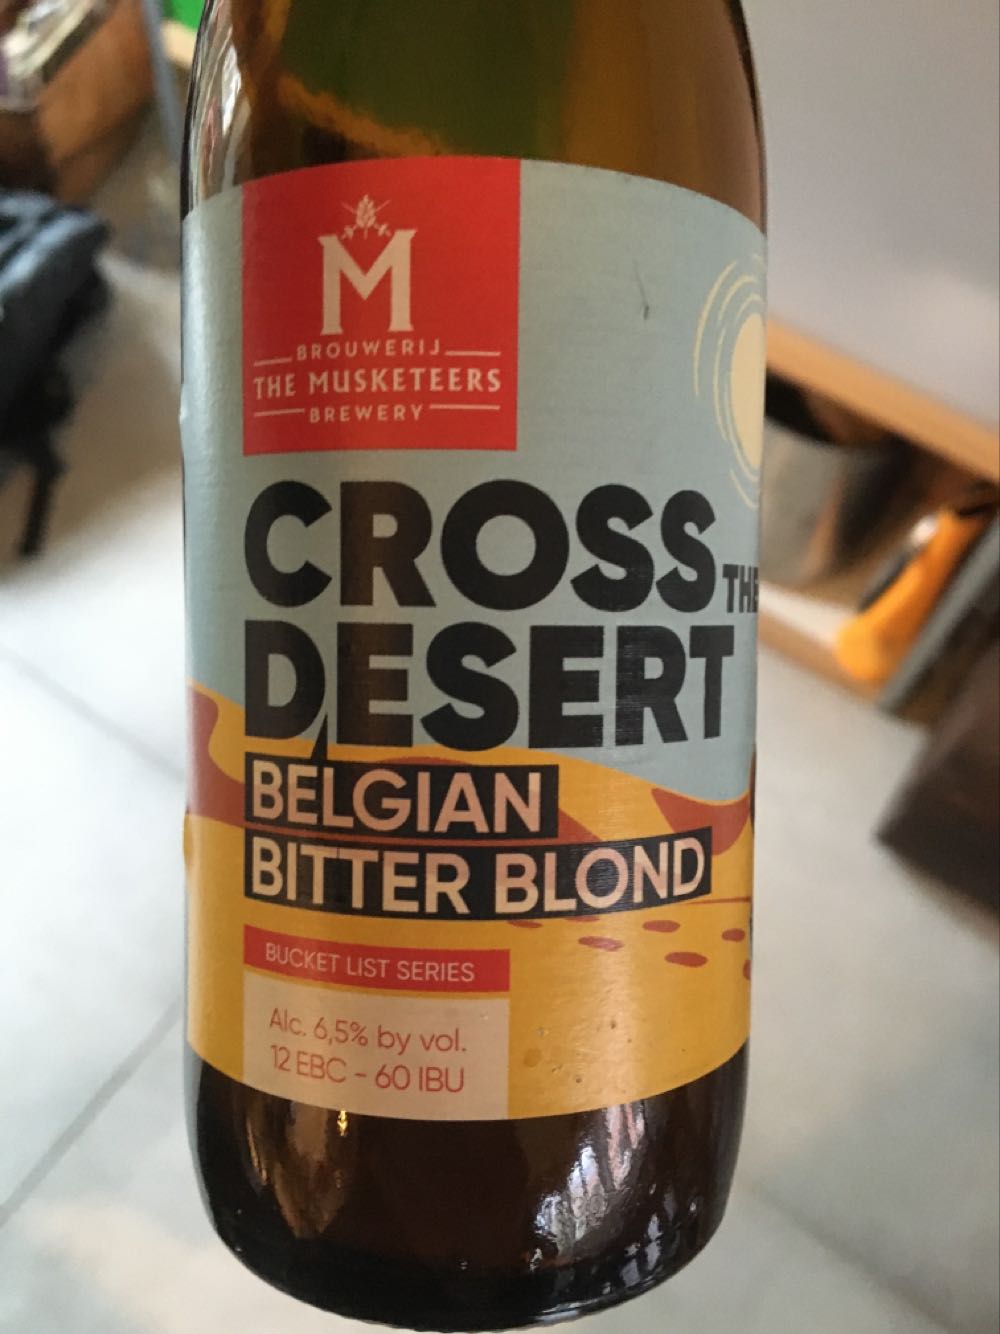 M
BROUWERIJ
THE MUSKETEERS
BREWERY
CROSS THE
DESERT
BELGIAN
BITTER BLOND
BUCKET LIST SERIES
Alc. 6,5% by vol.
12 EBC - 60 IBU